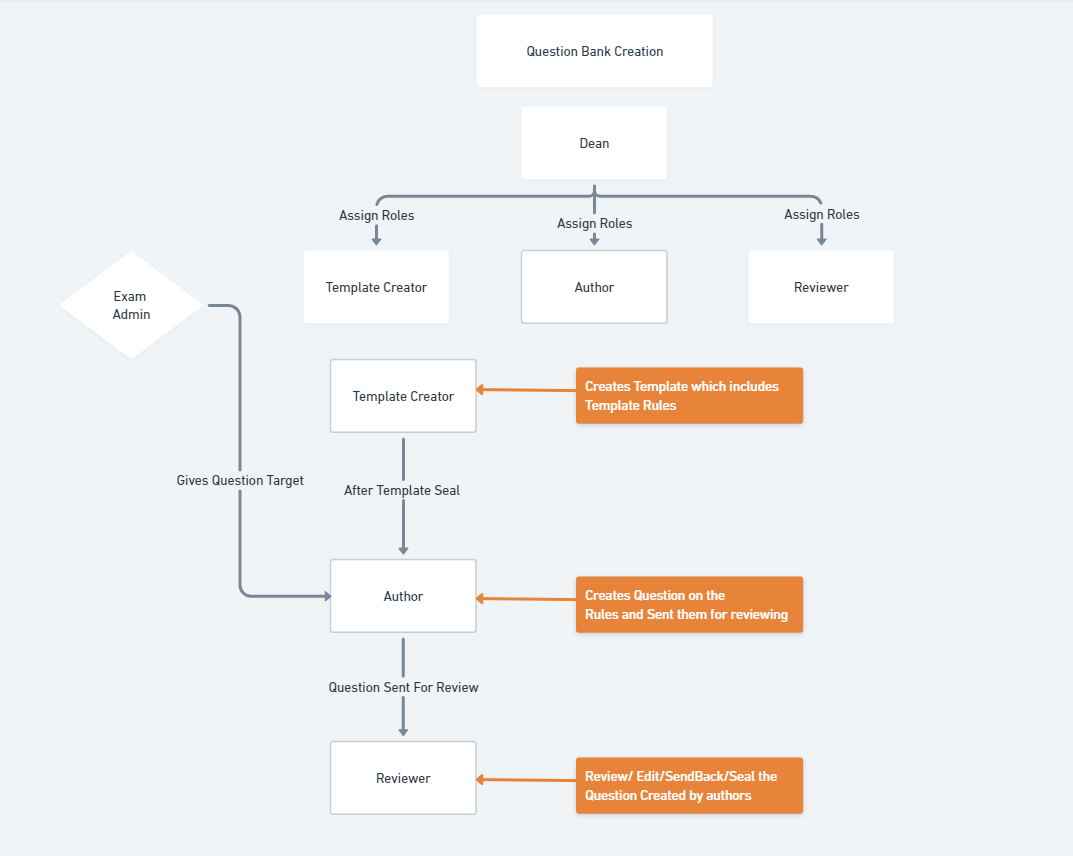 Question Bank Creation
Dean
Assign Roles
Assign Roles
Assign Roles
Template Creator
Author
Reviewer
Exam
Admin
Template Creator
Creates Template which includes
Template Rules
Gives Question Target
After Template Seal
Author
Creates Question on the
Rules and Sent them for reviewing
Question Sent For Review
Reviewer
Review/ Edit/SendBack/Seal the
Question Created by authors